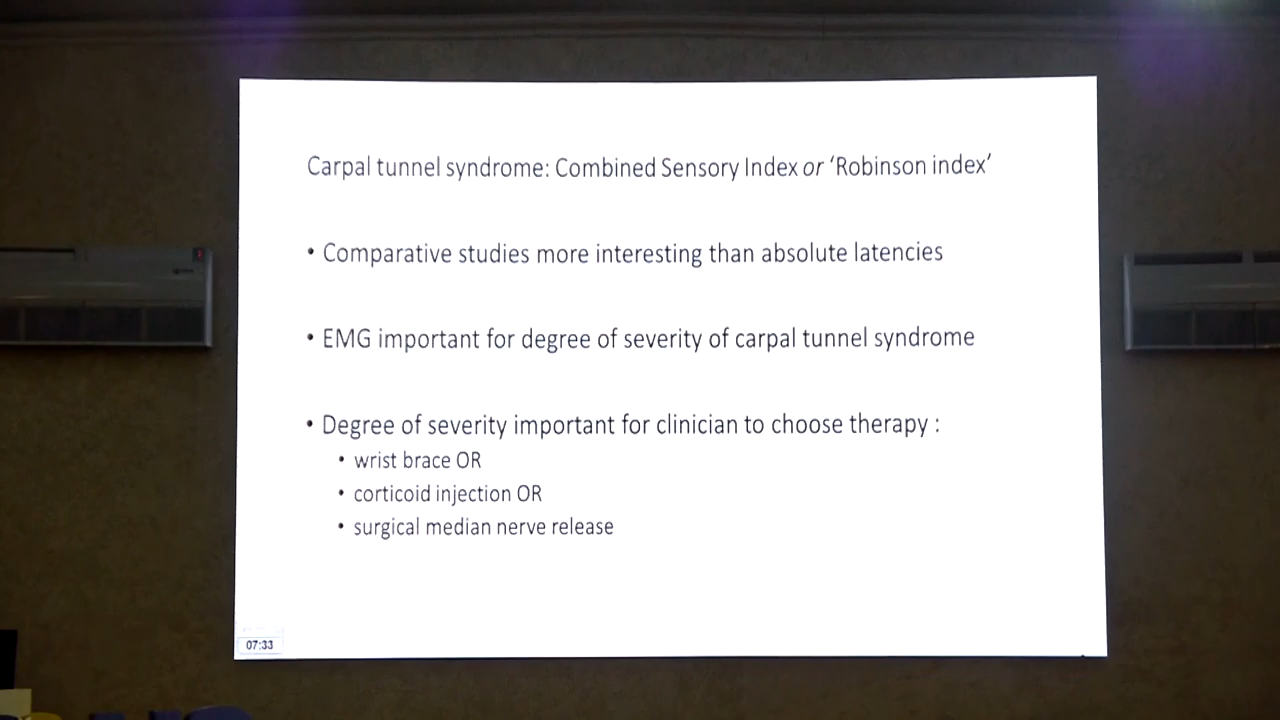 Carpal tunnel syndrome: Combined Sensory Index or ‘Robinson index’
• Comparative studies more interesting than absolute latencies
• EMG important for degree of severity of carpal tunnel syndrome
• Degree of severity important for clinician to choose therapy :
• wrist brace OR
• corticoid injection OR
• surgical median nerve release
07:33